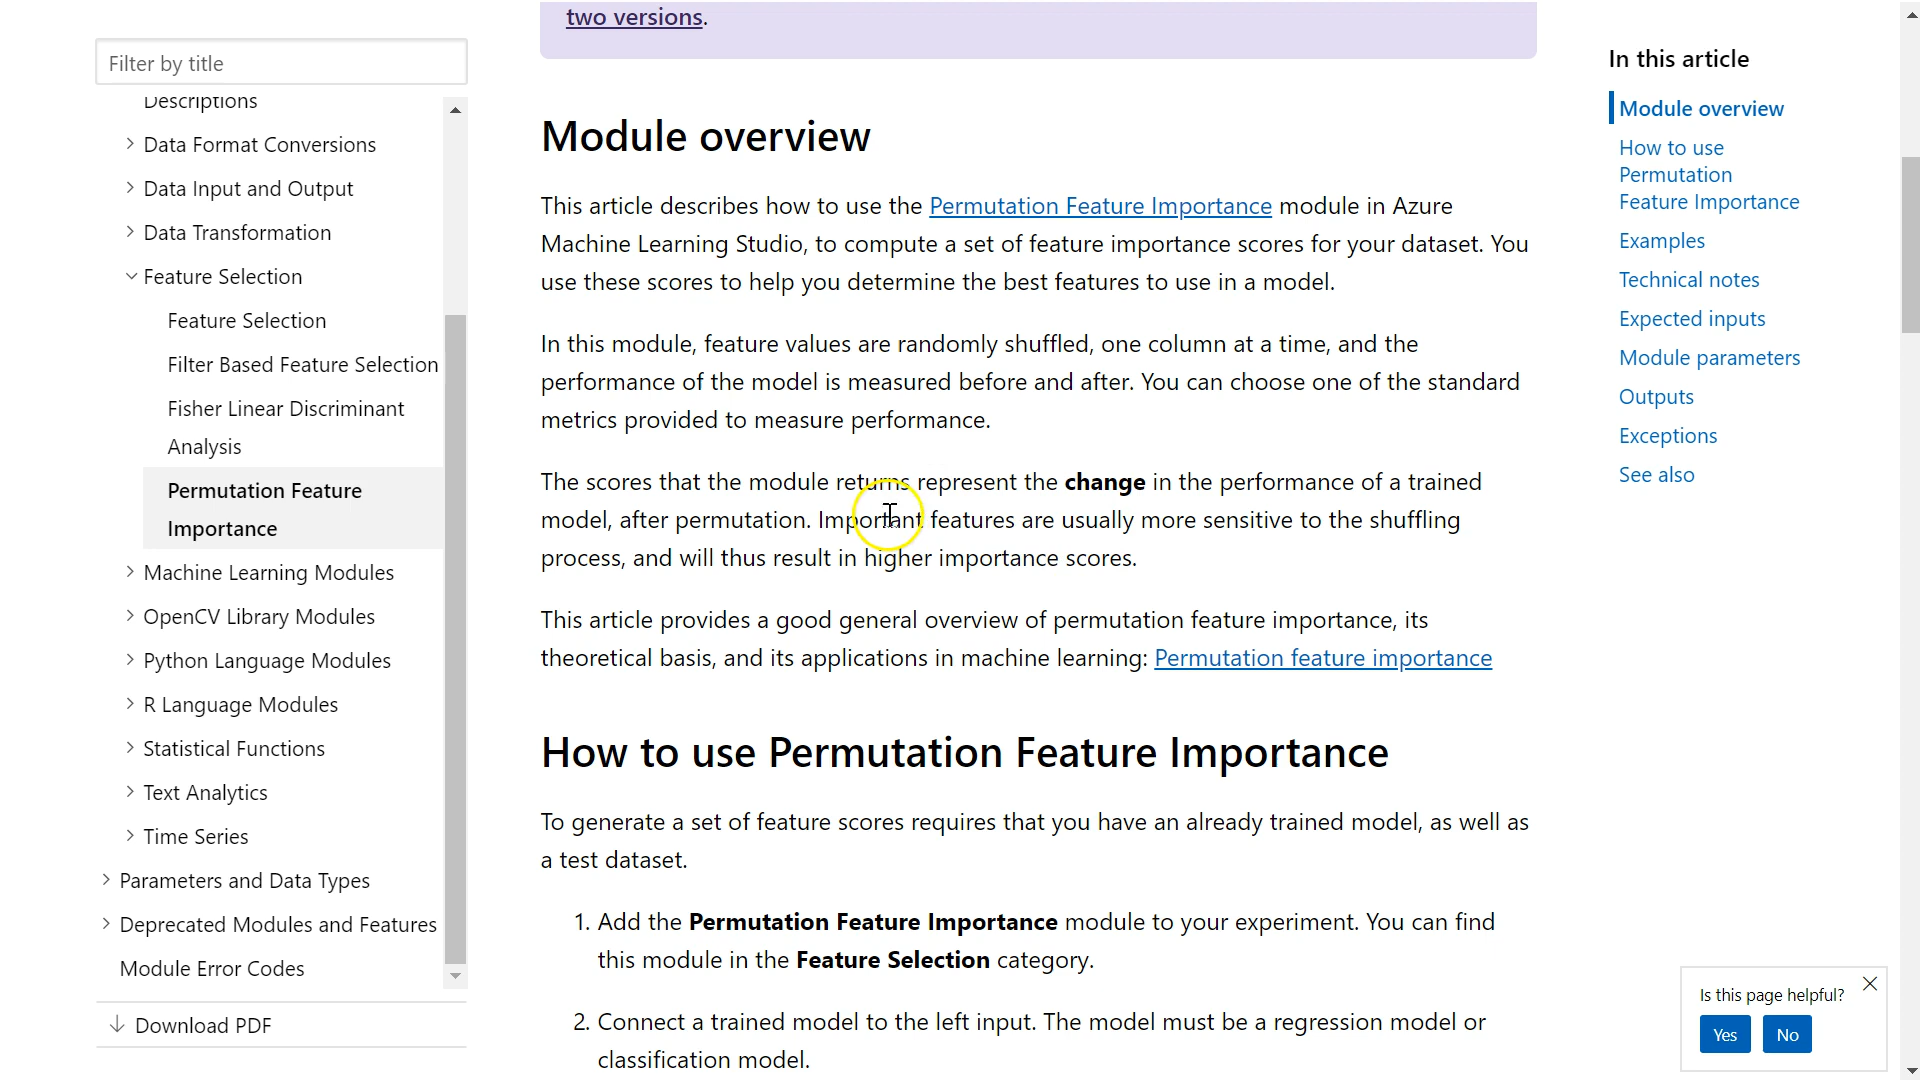 two versions.
Filter by title
Descriptions
Data Format Conversions
Data Input and Output
Data Transformation
Feature Selection
Feature Selection
Filter Based Feature Selection
Fisher Linear Discriminant
Analysis
Permutation Feature
Importance
Machine Learning Modules
OpenCV Library Modules
Python Language Modules
R Language Modules
Statistical Functions
Text Analytics
Time Series
Parameters and Data Types
Deprecated Modules and Features
Module Error Codes
Download PDF
Module overview
This article describes how to use the Permutation Feature Importance module in Azure
Machine Learning Studio, to compute a set of feature importance scores for your dataset. You
use these scores to help you determine the best features to use in a model.
In this module, feature values are randomly shuffled, one column at a time, and the
performance of the model is measured before and after. You can choose one of the standard
metrics provided to measure performance.
The scores that the module returns represent the change in the performance of a trained
model, after permutation. Important features are usually more sensitive to the shuffling
process, and will thus result in higher importance scores.
This article provides a good general overview of permutation feature importance, its
theoretical basis, and its applications in machine learning: Permutation feature importance
How to use Permutation Feature Importance
To generate a set of feature scores requires that you have an already trained model, as well as
a test dataset.
1. Add the Permutation Feature Importance module to your experiment. You can find
this module in the Feature Selection category.
2. Connect a trained model to the left input. The model must be a regression model or
classification model.
In this article
Module overview
How to use
Permutation
Feature Importance
Examples
Technical notes
Expected inputs
Module parameters
Outputs
Exceptions
See also
Is this page helpful?
Yes No